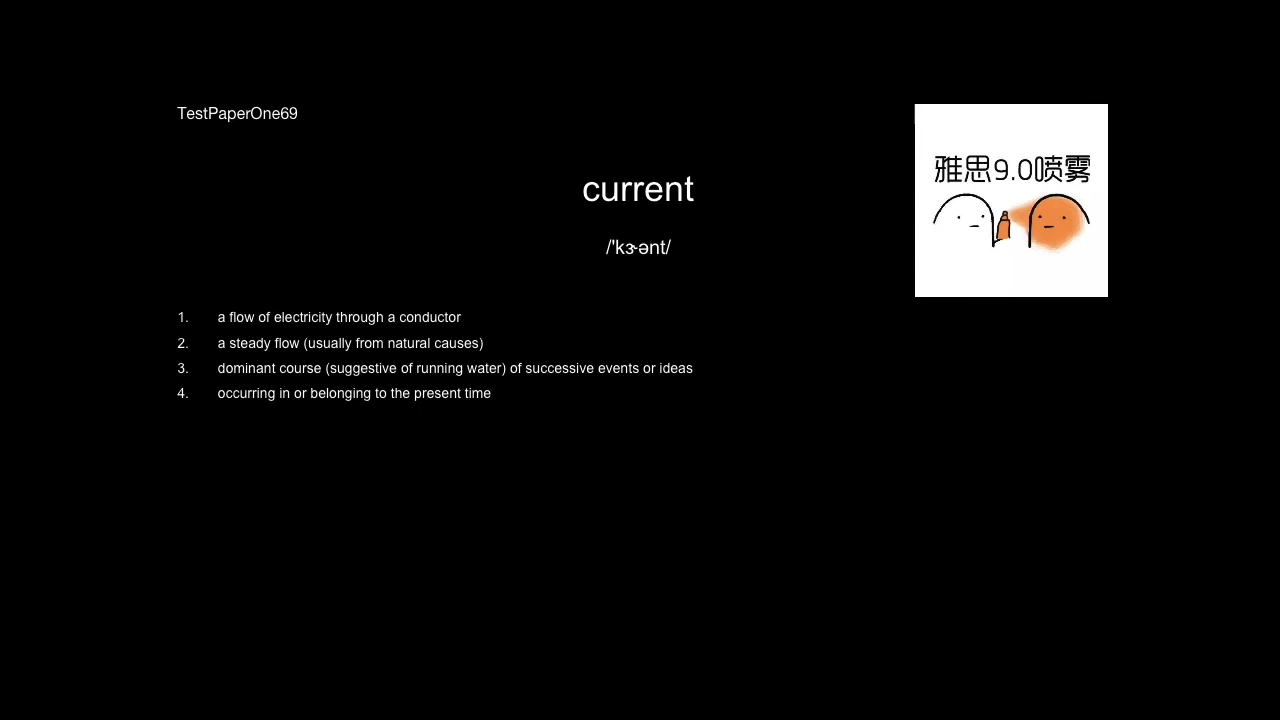 TestPaperOne69
雅思9.0喷雾
current
/'kɝənt/
1. a flow of electricity through a conductor
2. a steady flow (usually from natural causes)
3. dominant course (suggestive of running water) of successive events or ideas
4. occurring in or belonging to the present time